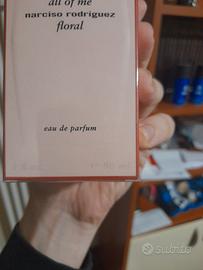 all of me
narciso rodriguez
floral
eau de parfum
subito